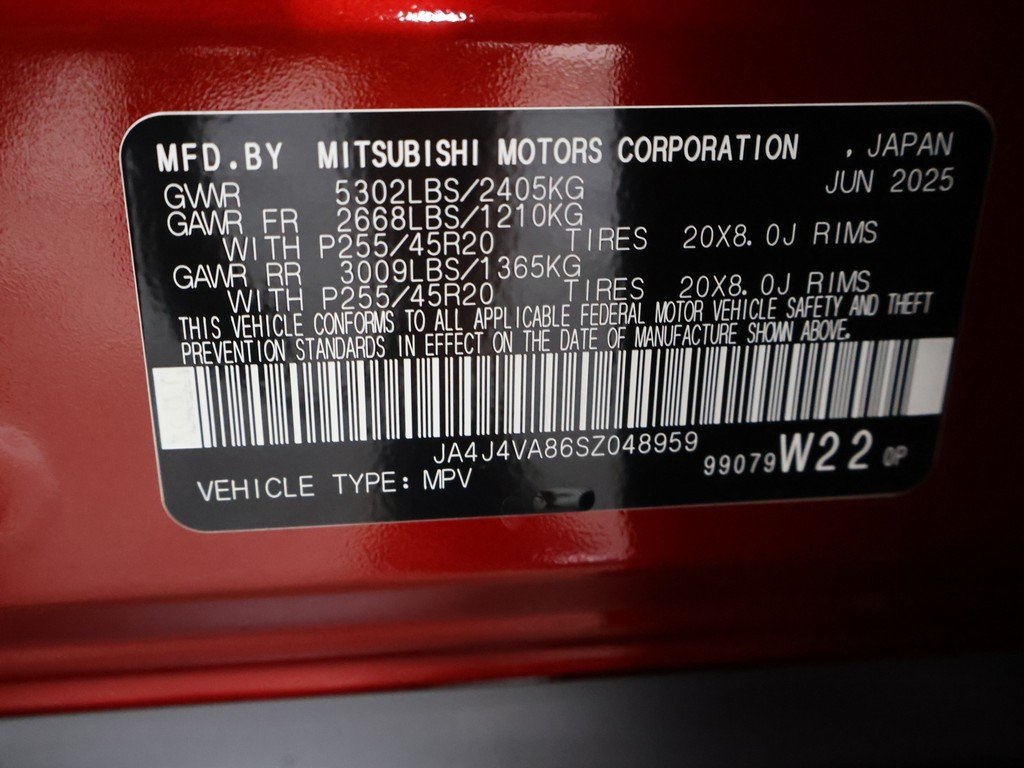 MFD.BY MITSUBISHI MOTORS CORPORATION , JAPAN
JUN 2025
GVWR 5302LBS/2405KG
GAWR FR 2668LBS/1210KG
WITH P255/45R20 TIRES 20X8.0J RIMS
GAWR RR 3009LBS/1365KG
WITH P255/45R20 TIRES 20X8.0J RIMS
THIS VEHICLE CONFORMS TO ALL APPLICABLE FEDERAL MOTOR VEHICLE SAFETY AND THEFT
PREVENTION STANDARDS IN EFFECT ON THE DATE OF MANUFACTURE SHOWN ABOVE.
JA4J4VA86SZ048959
99079 W22 0P
VEHICLE TYPE: MPV